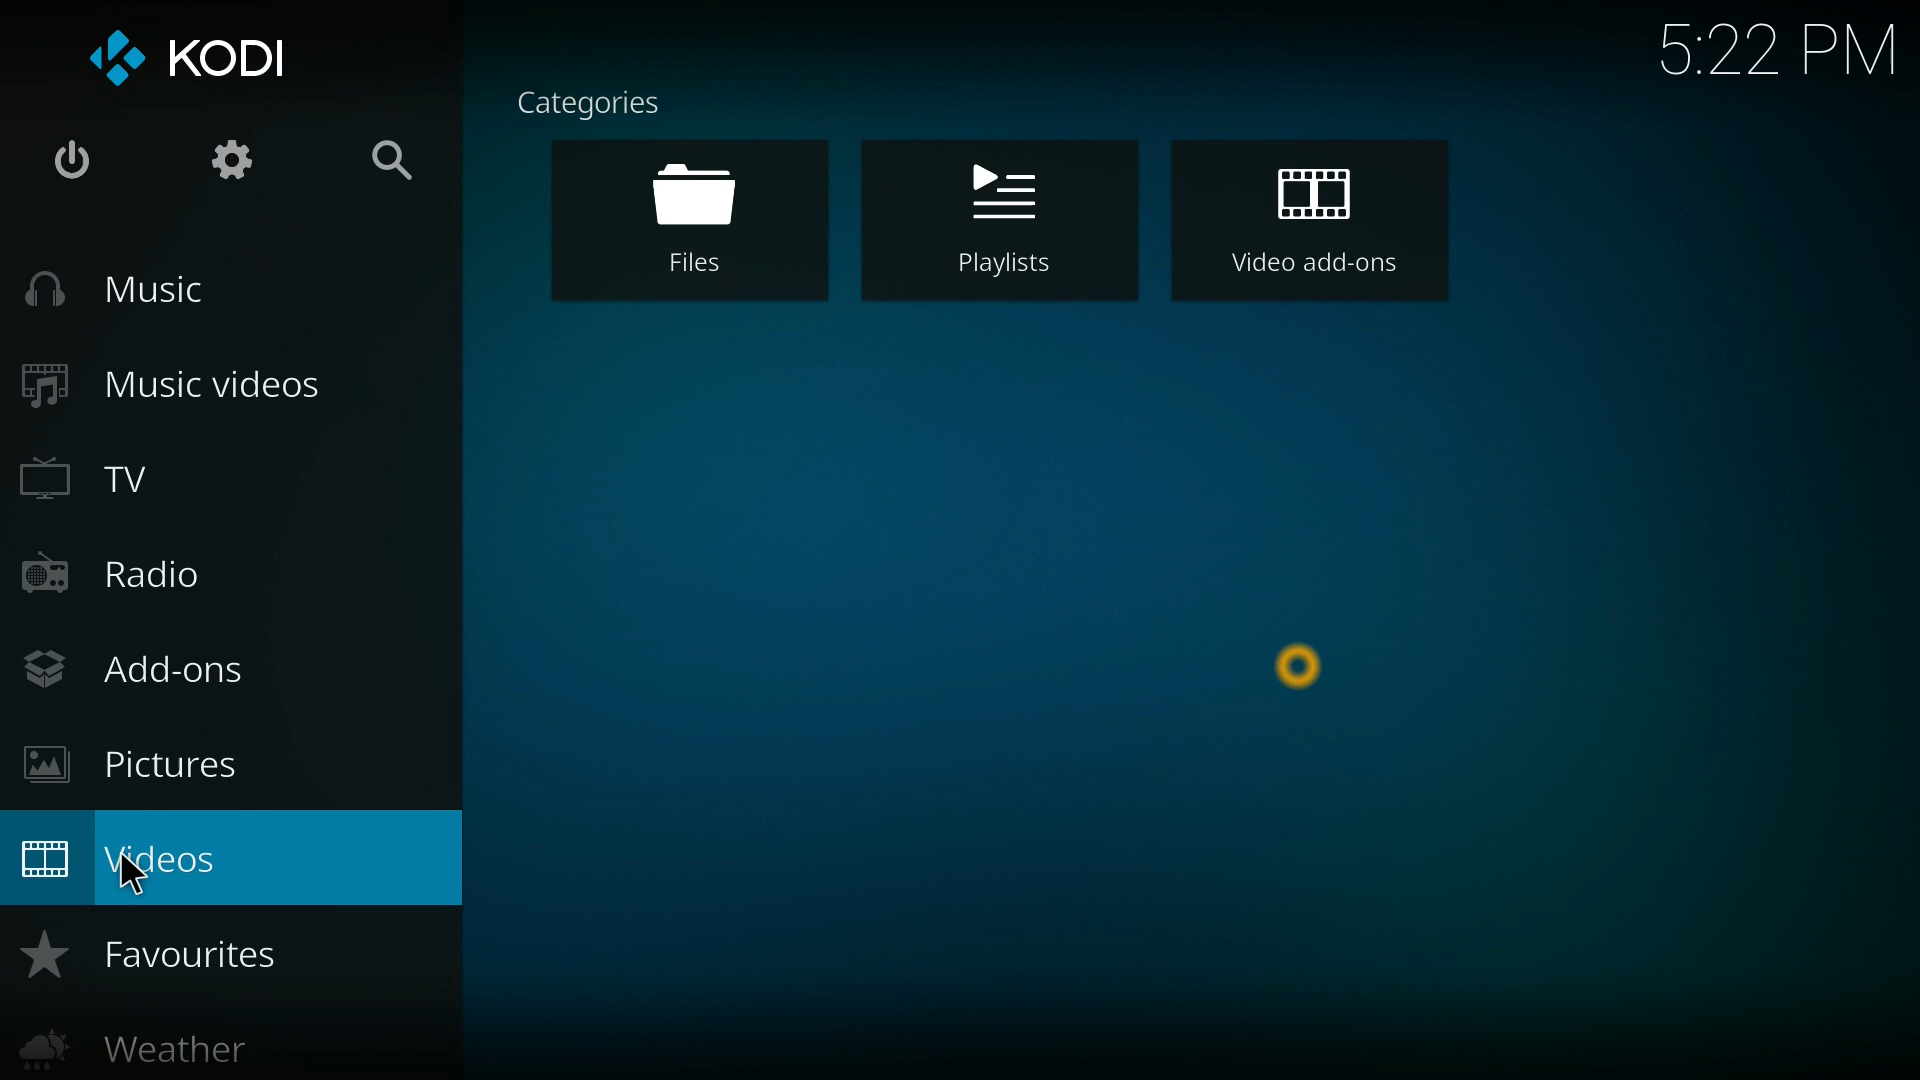 KODI
5:22 PM
Categories
Files
Playlists
Video add-ons
Music
Music videos
TV
Radio
Add-ons
Pictures
Videos
Favourites
Weather